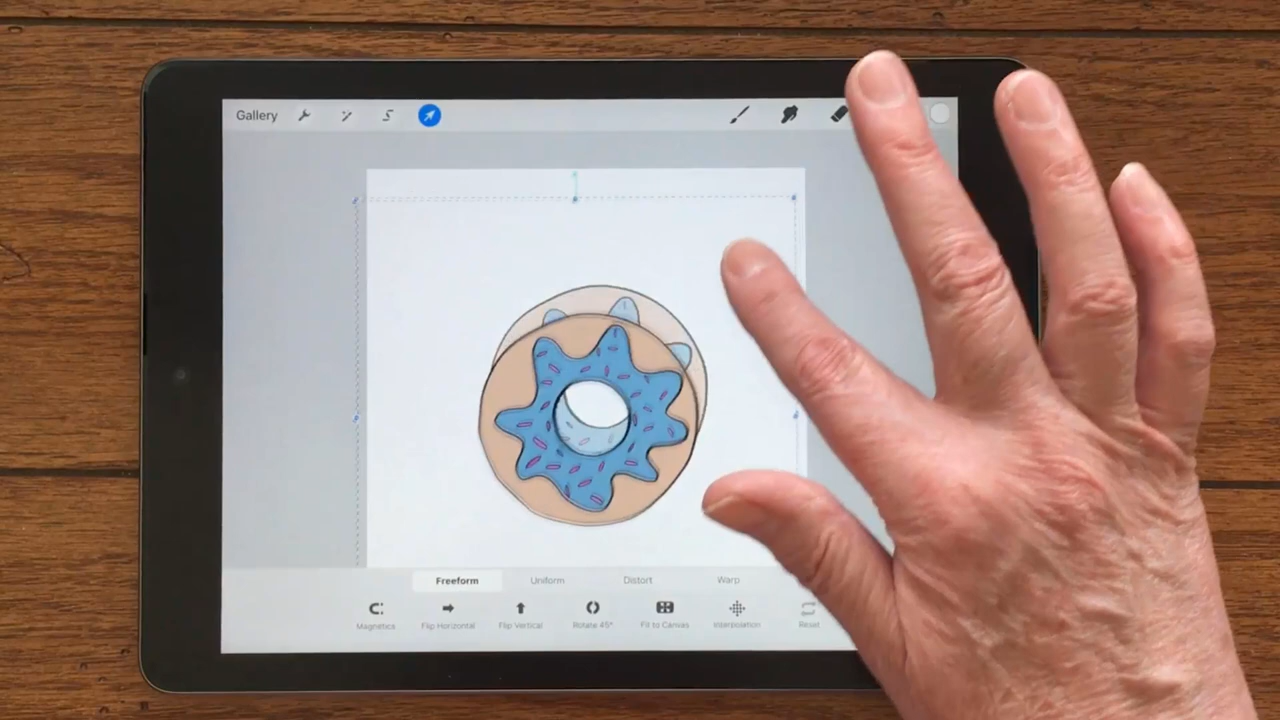 Gallery
Freeform Uniform Distort Warp
Magnetics Flip Horizontal Flip Vertical Rotate 45° Fit to Canvas Interpolation Reset